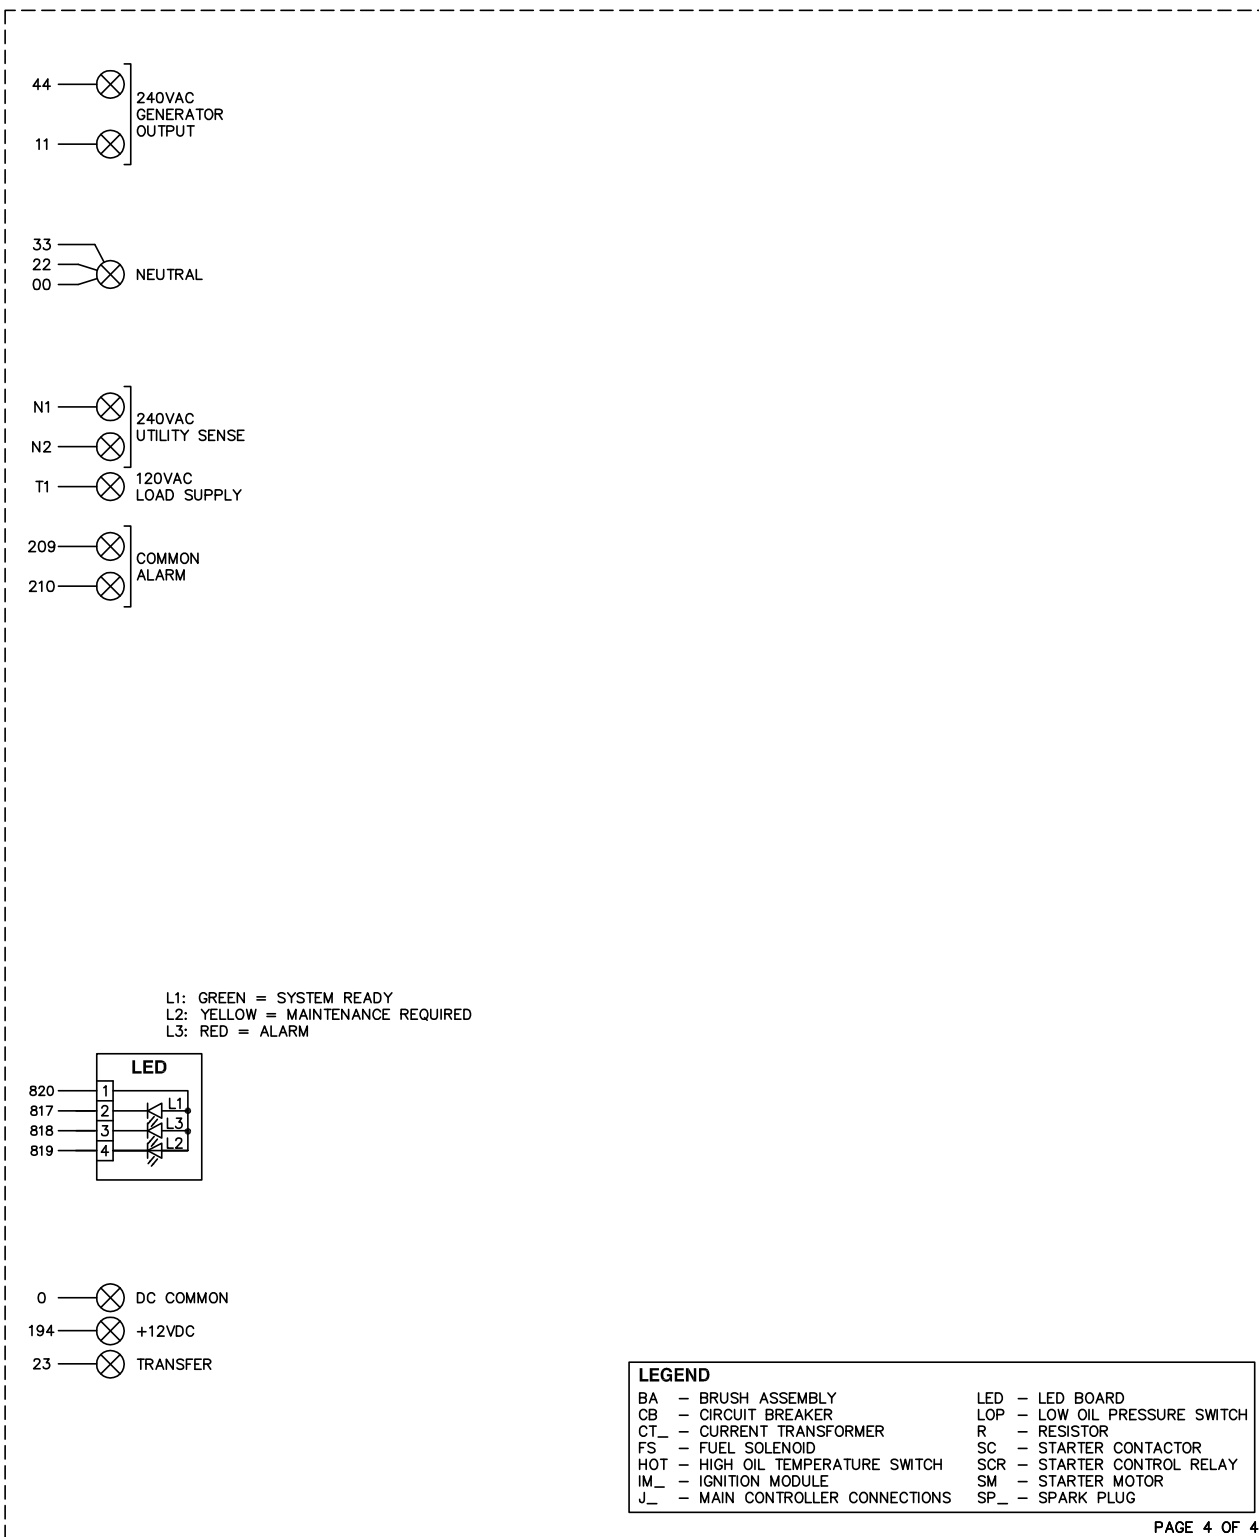 44
240VAC
GENERATOR
OUTPUT
11
33
22
00
NEUTRAL
N1
240VAC
UTILITY SENSE
N2
T1
120VAC
LOAD SUPPLY
209
COMMON
ALARM
210
L1: GREEN = SYSTEM READY
L2: YELLOW = MAINTENANCE REQUIRED
L3: RED = ALARM
LED
820 1
817 2 L1
818 3 L3
819 4 L2
0 DC COMMON
194 +12VDC
23 TRANSFER
LEGEND
BA – BRUSH ASSEMBLY
CB – CIRCUIT BREAKER
CT_ – CURRENT TRANSFORMER
FS – FUEL SOLENOID
HOT – HIGH OIL TEMPERATURE SWITCH
IM_ – IGNITION MODULE
J_ – MAIN CONTROLLER CONNECTIONS
LED – LED BOARD
LOP – LOW OIL PRESSURE SWITCH
R – RESISTOR
SC – STARTER CONTACTOR
SCR – STARTER CONTROL RELAY
SM – STARTER MOTOR
SP_ – SPARK PLUG
PAGE 4 OF 4